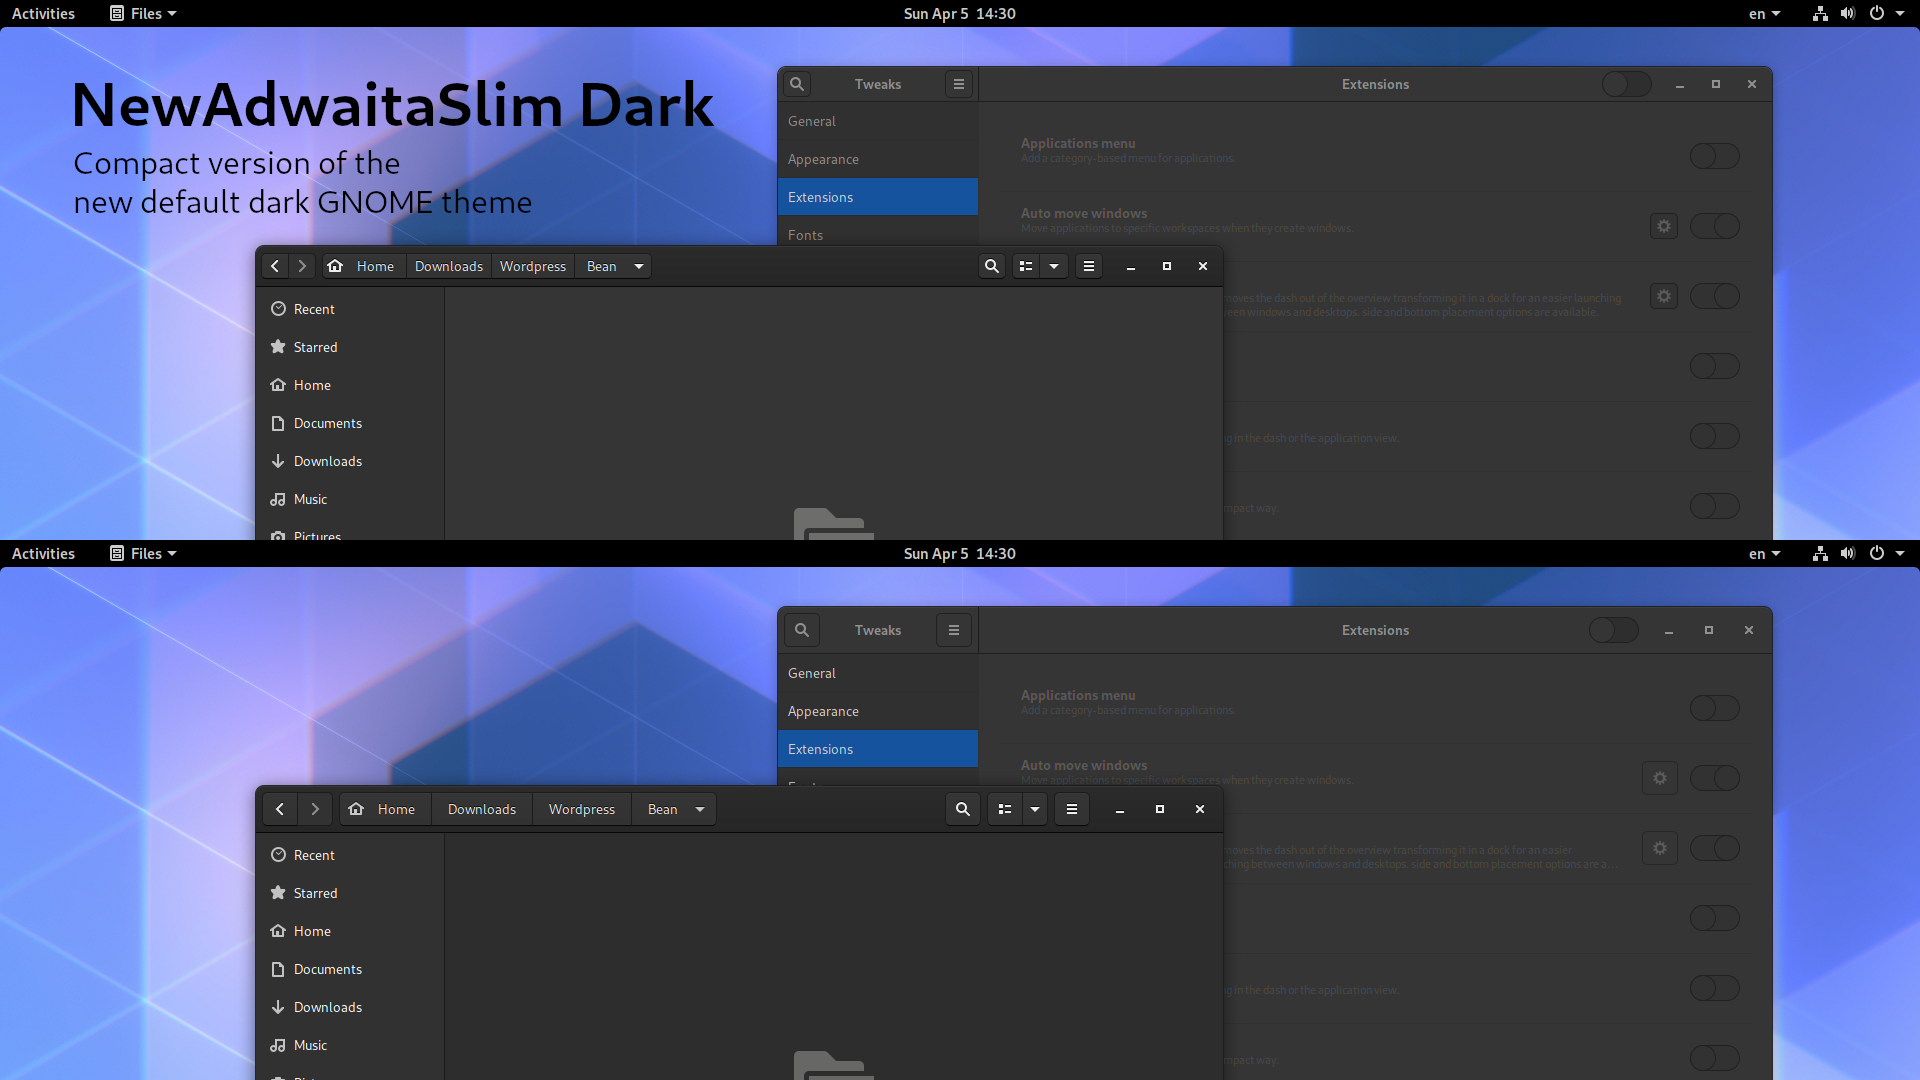 Activities Files Sun Apr 5 14:30 en
NewAdwaitaSlim Dark
Compact version of the
new default dark GNOME theme
Tweaks Extensions
General
Appearance
Extensions
Fonts
Applications menu
Add a category-based menu for applications.
Auto move windows
Move applications to specific workspaces when they create windows.
moves the dash out of the overview transforming it in a dock for an easier launching
windows and desktops. side and bottom placement options are available.
in the dash or the application view.
way.
Home Downloads Wordpress Bean
Recent
Starred
Home
Documents
Downloads
Music
Pictures
Activities Files Sun Apr 5 14:30 en
Tweaks Extensions
General
Appearance
Extensions
Applications menu
Add a category-based menu for applications.
Auto move windows
Move applications to specific workspaces when they create windows.
moves the dash out of the overview transforming it in a dock for an easier
between windows and desktops. side and bottom placement options are a...
in the dash or the application view.
way.
Home Downloads Wordpress Bean
Recent
Starred
Home
Documents
Downloads
Music